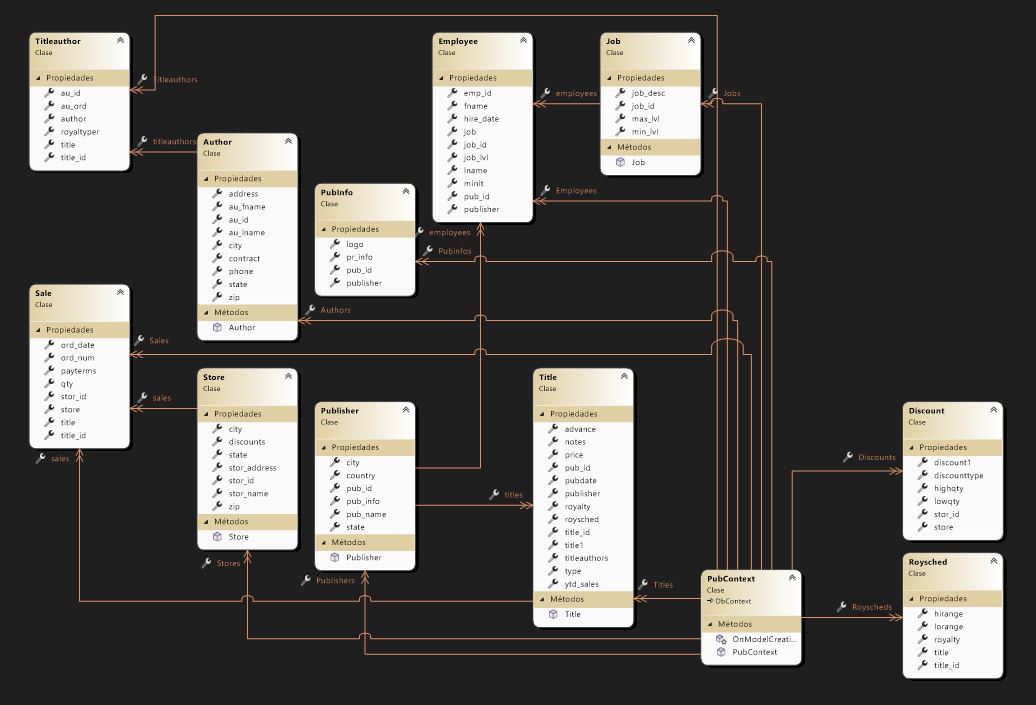 Titleauthor
Clase
Propiedades
au_id
au_ord
author
royaltyper
title
title_id
Titleauthors
titleauthors
Author
Clase
Propiedades
address
au_fname
au_id
au_lname
city
contract
phone
state
zip
Métodos
Author
Authors
PubInfo
Clase
Propiedades
logo
pr_info
pub_id
publisher
employees
Pubinfos
Employee
Clase
Propiedades
emp_id
fname
hire_date
job
job_id
job_lvl
lname
minit
pub_id
publisher
employees
Employees
Job
Clase
Propiedades
job_desc
job_id
max_lvl
min_lvl
Métodos
Job
Jobs
Sale
Clase
Propiedades
ord_date
ord_num
payterms
qty
stor_id
store
title
title_id
Sales
sales
sales
Store
Clase
Propiedades
city
discounts
state
stor_address
stor_id
stor_name
zip
Métodos
Store
Stores
Publisher
Clase
Propiedades
city
country
pub_id
pub_info
pub_name
state
Métodos
Publisher
Publishers
titles
Title
Clase
Propiedades
advance
notes
price
pub_id
pubdate
publisher
royalty
roysched
title_id
title1
titleauthors
type
ytd_sales
Métodos
Title
Titles
PubContext
Clase
DbContext
Métodos
OnModelCreati...
PubContext
Discounts
Discount
Clase
Propiedades
discount1
discounttype
highqty
lowqty
stor_id
store
Royscheds
Roysched
Clase
Propiedades
hirange
lorange
royalty
title
title_id